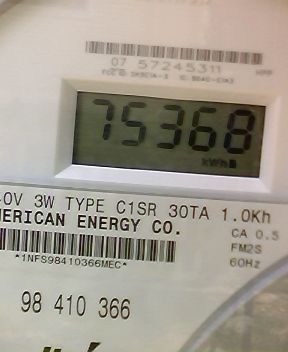 07 57245311
75368
kWh
0V 3W TYPE C1SR 30TA 1.0Kh
MERICAN ENERGY CO.
CA 0.5
FM2S
*1NFS98410366MEC*
60Hz
98 410 366